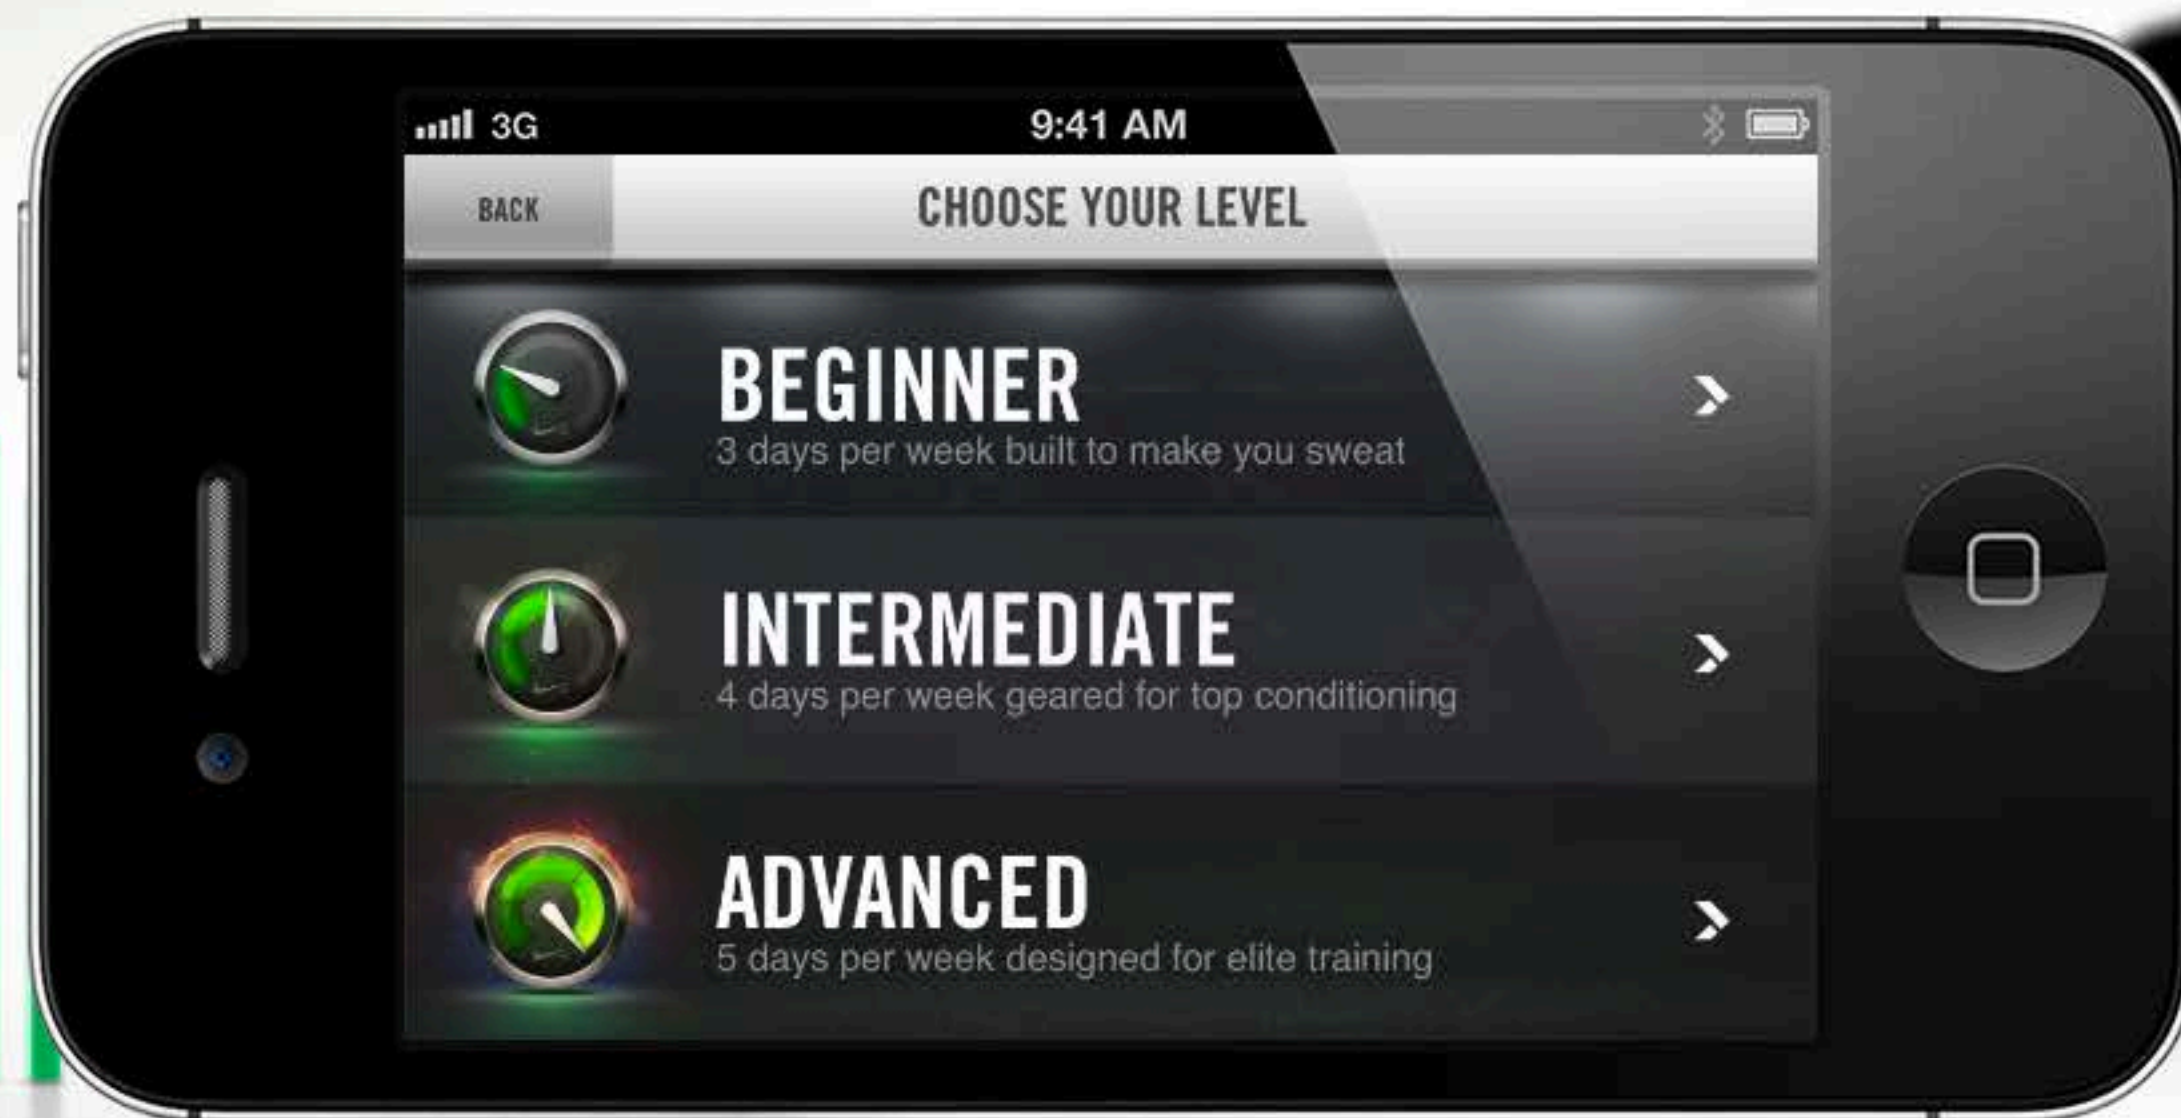 3G
9:41 AM
BACK
CHOOSE YOUR LEVEL
BEGINNER
3 days per week built to make you sweat
INTERMEDIATE
4 days per week geared for top conditioning
ADVANCED
5 days per week designed for elite training